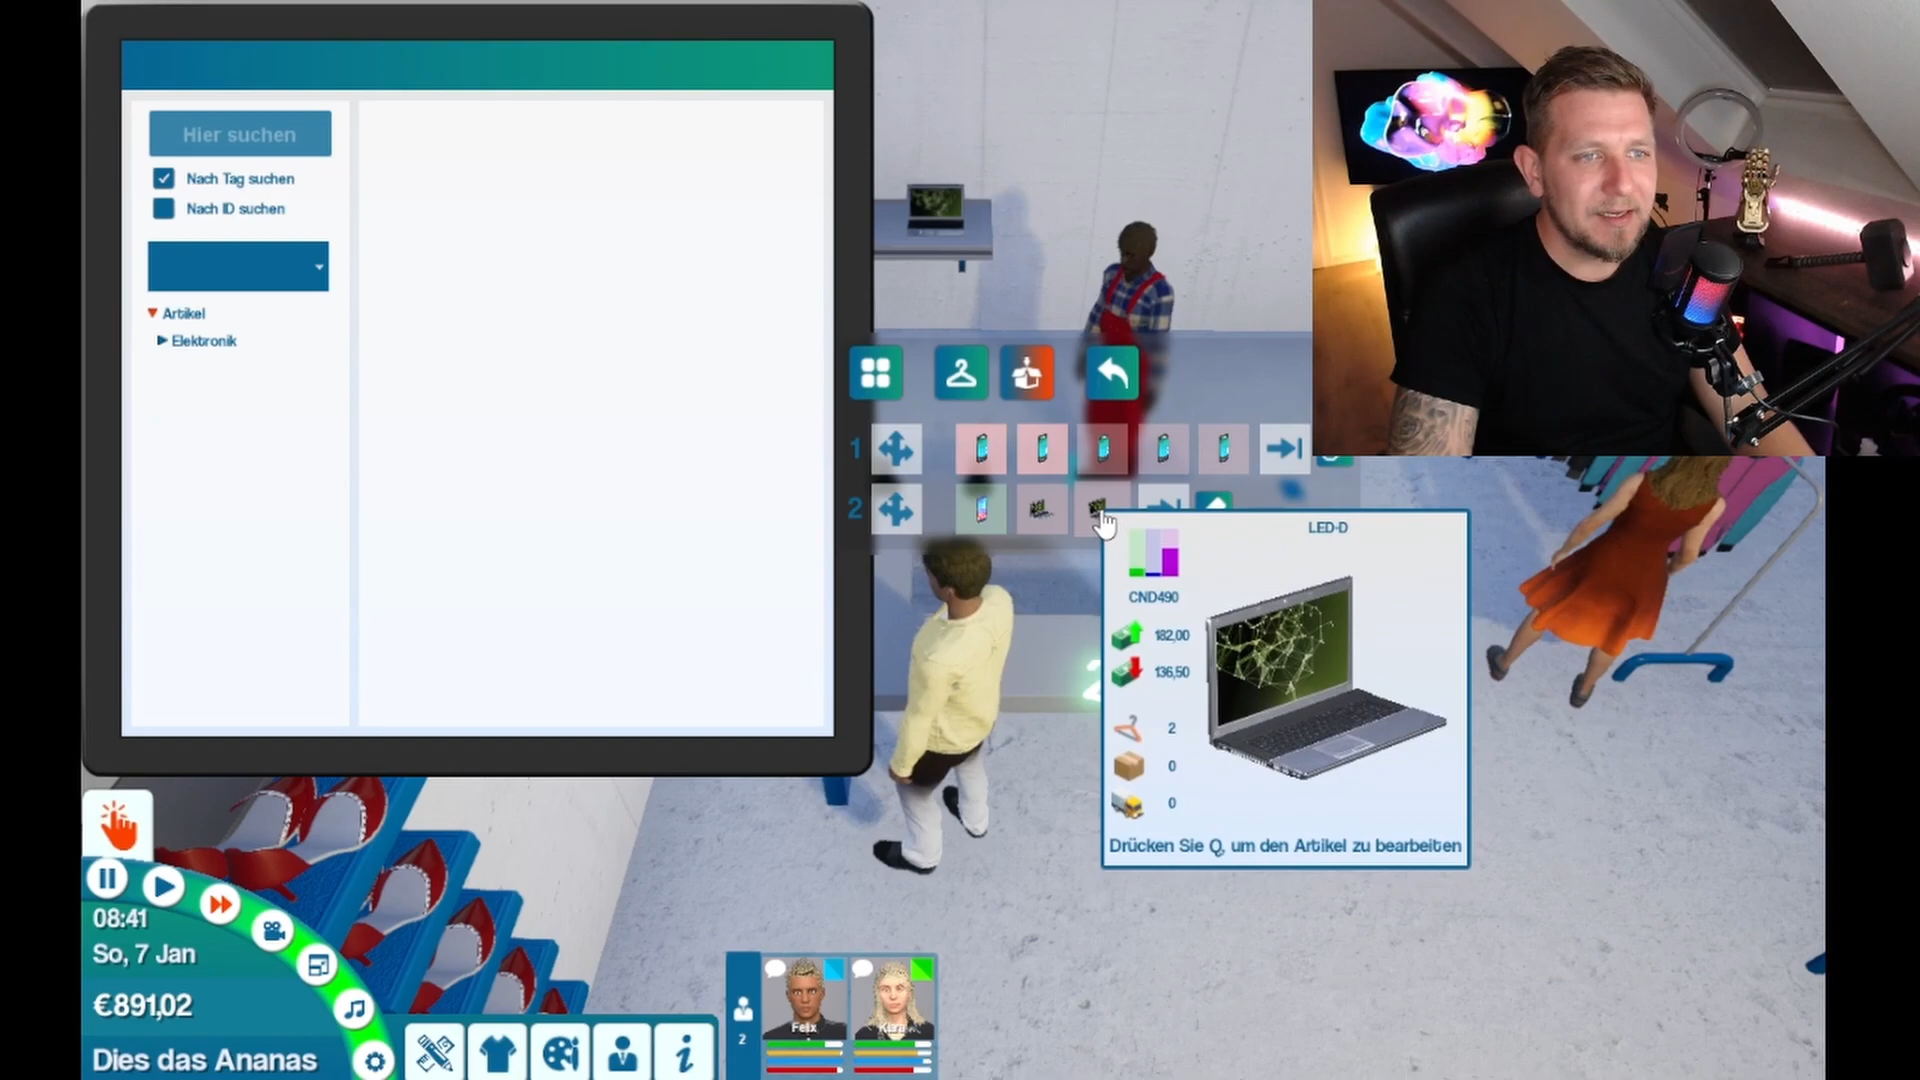 Hier suchen
Nach Tag suchen
Nach ID suchen
Artikel
Elektronik
1
2
LED-D
CND490
182,00
136,50
2
0
0
Drücken Sie Q, um den Artikel zu bearbeiten
08:41
So, 7 Jan
€891,02
Dies das Ananas
2
Felix
Kiara